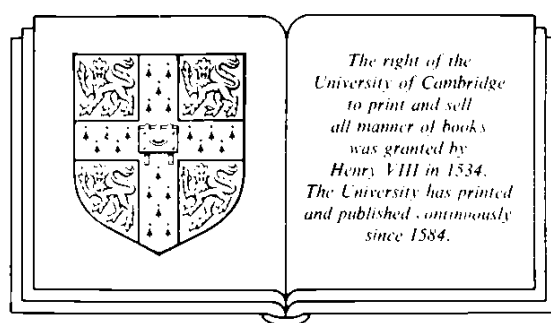 The right of the
University of Cambridge
to print and sell
all manner of books
was granted by
Henry VIII in 1534.
The University has printed
and published continuously
since 1584.